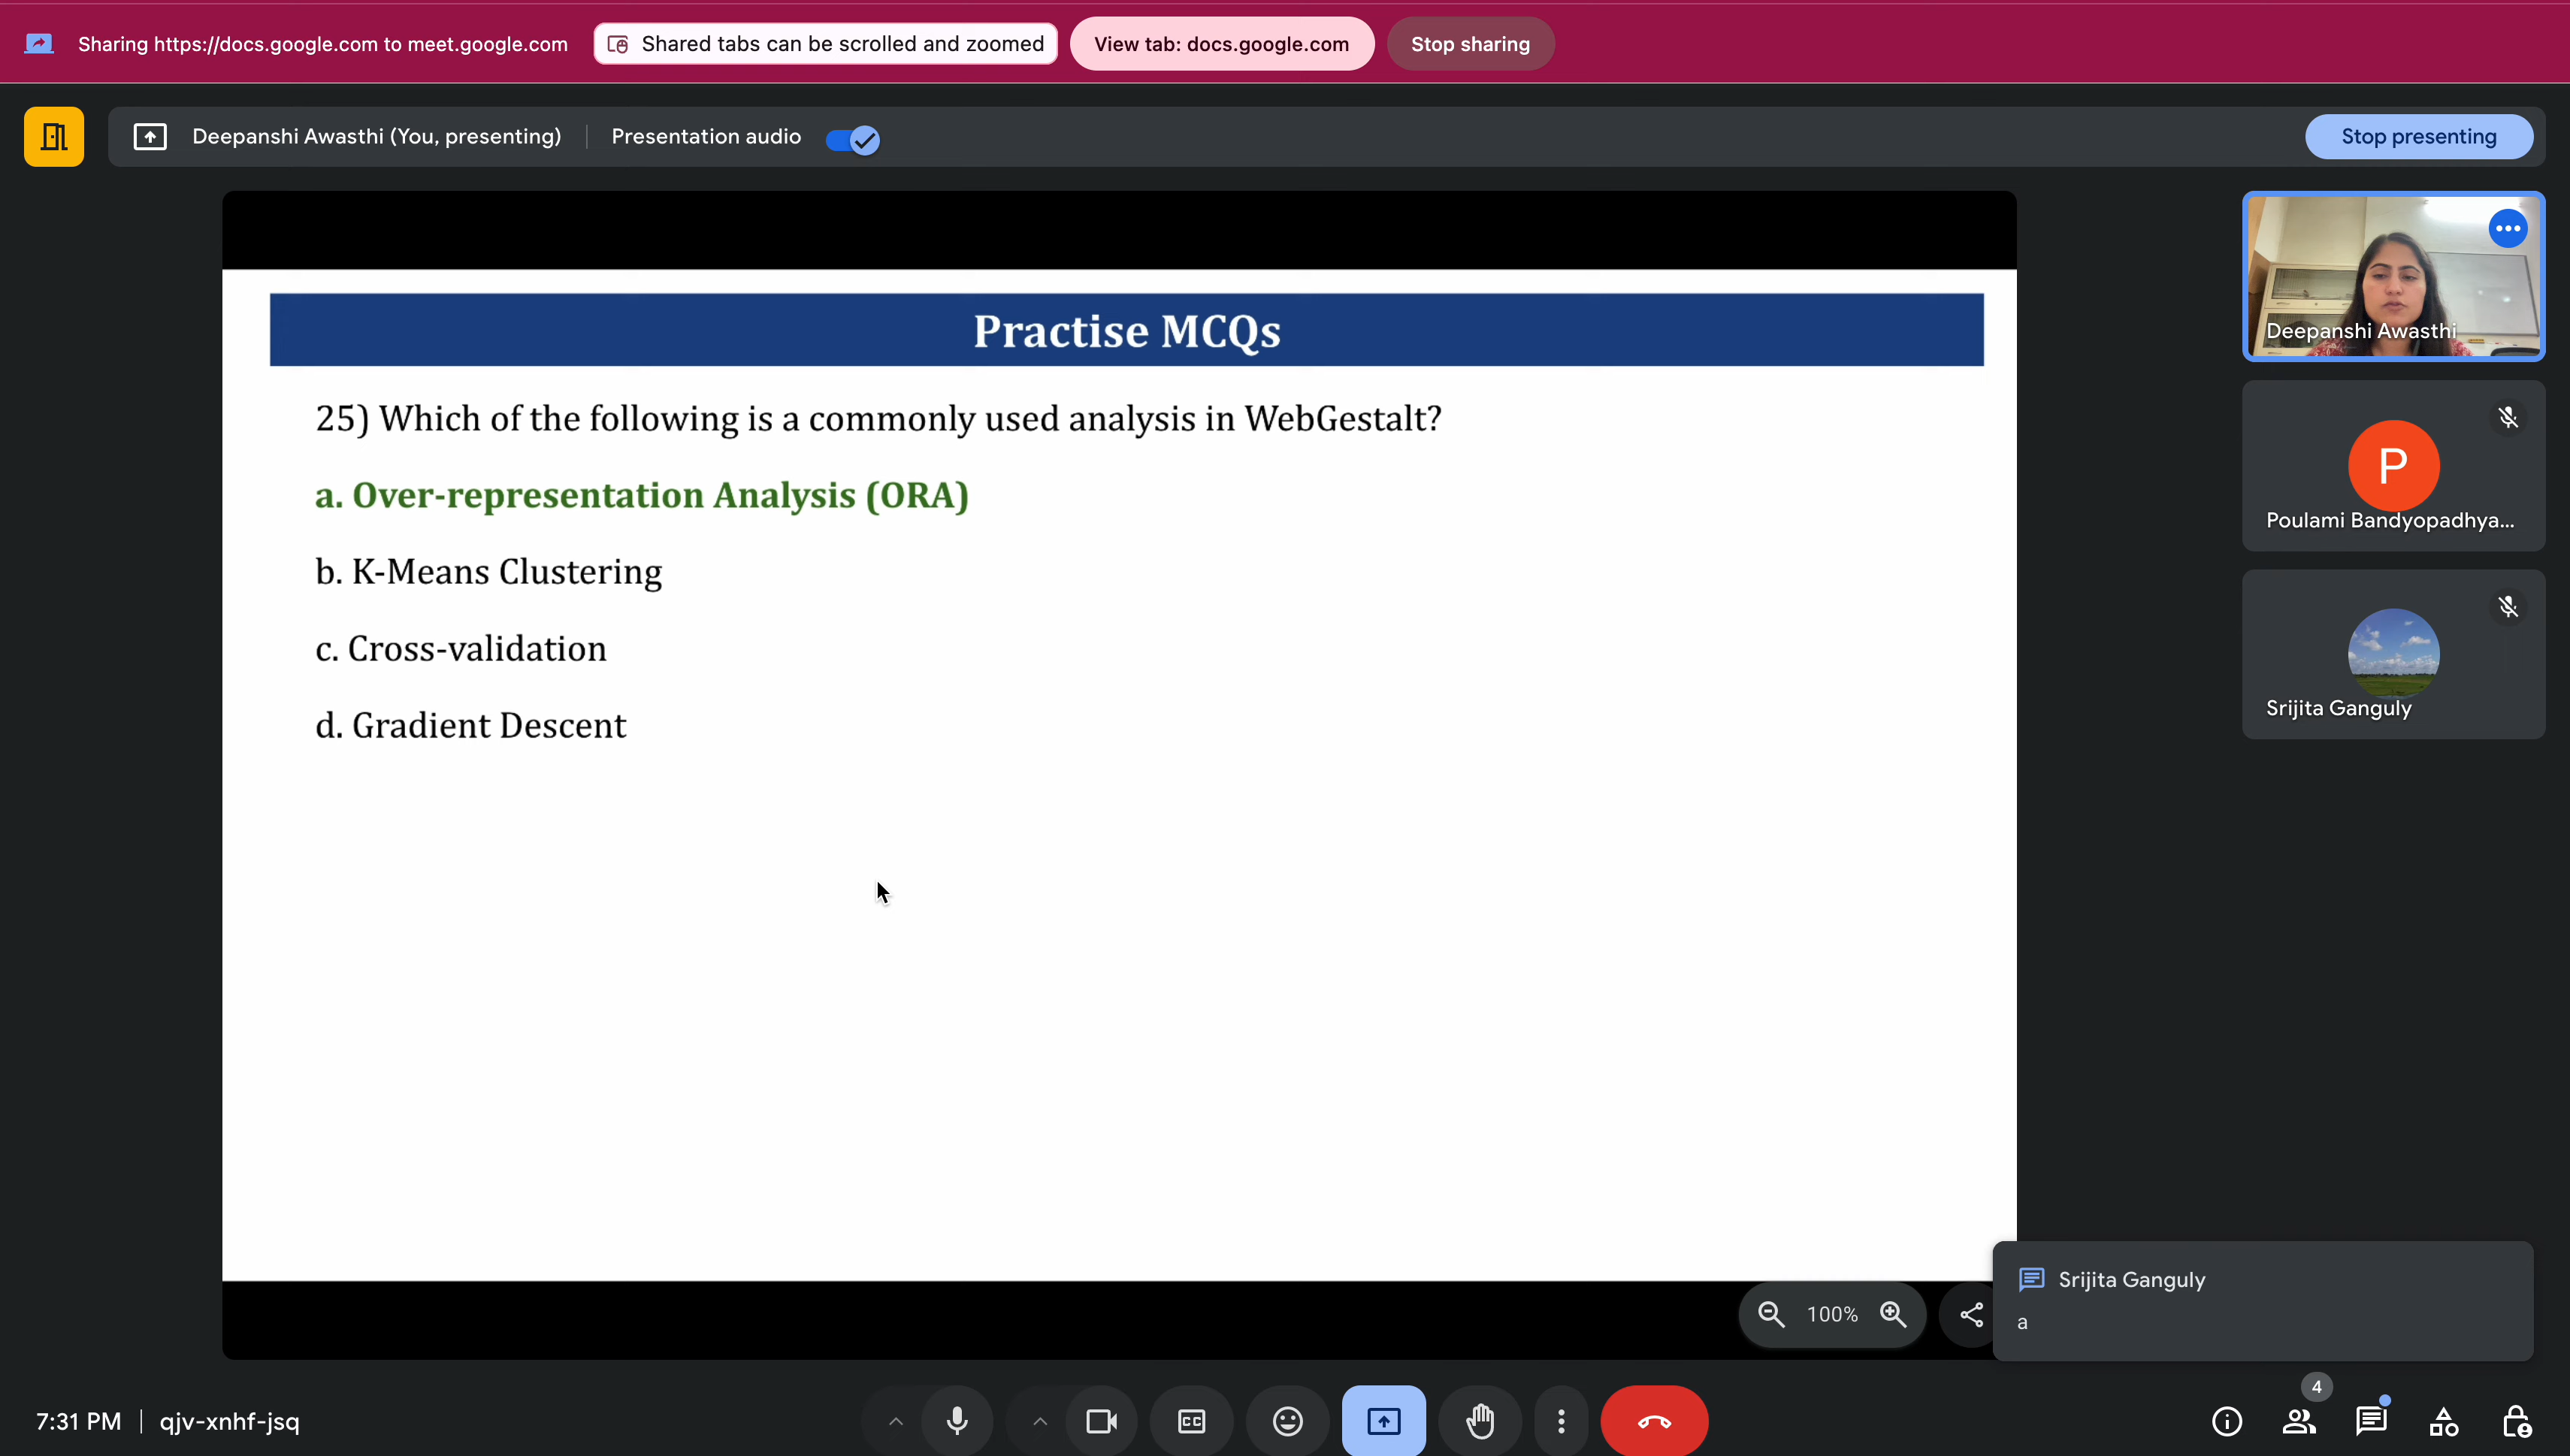 Sharing https://docs.google.com to meet.google.com
Shared tabs can be scrolled and zoomed
View tab: docs.google.com
Stop sharing
Deepanshi Awasthi (You, presenting)
Presentation audio
Stop presenting
Practise MCQs
25) Which of the following is a commonly used analysis in WebGestalt?
a. Over-representation Analysis (ORA)
b. K-Means Clustering
c. Cross-validation
d. Gradient Descent
Deepanshi Awasthi
P
Poulami Bandyopadhya...
Srijita Ganguly
100%
Srijita Ganguly
a
7:31 PM
qjv-xnhf-jsq
CC
4